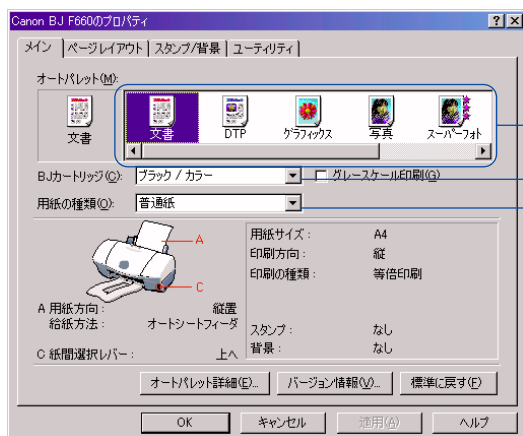 Canon BJ F660のプロパティ
メイン ページレイアウト スタンプ/背景 ユーティリティ
オートパレット(M):
文書
文書 DTP グラフィックス 写真 スーパーフォト
BJカートリッジ(C): ブラック / カラー グレースケール印刷(G)
用紙の種類(O): 普通紙
A
C
A 用紙方向: 縦置
給紙方法: オートシートフィーダ
C 紙間選択レバー: 上へ
用紙サイズ: A4
印刷方向: 縦
印刷の種類: 等倍印刷
スタンプ: なし
背景: なし
オートパレット詳細(E)... バージョン情報(V)... 標準に戻す(F)
OK キャンセル 適用(A) ヘルプ